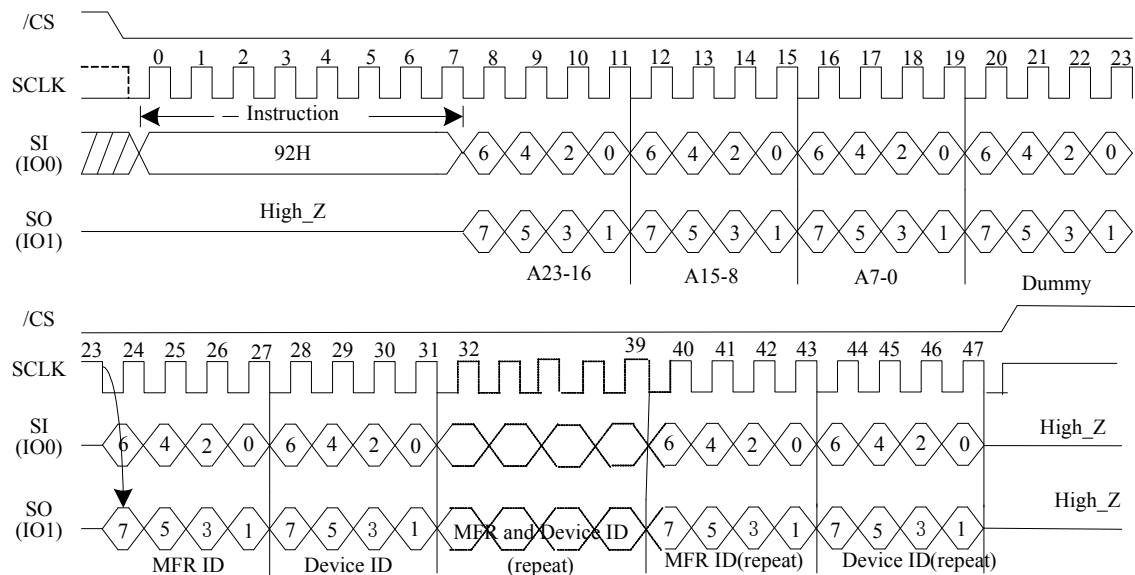 /CS
0 1 2 3 4 5 6 7 8 9 10 11 12 13 14 15 16 17 18 19 20 21 22 23
SCLK
Instruction
SI
(IO0)
92H
6 4 2 0 6 4 2 0 6 4 2 0 6 4 2 0
High_Z
SO
(IO1)
7 5 3 1 7 5 3 1 7 5 3 1 7 5 3 1
A23-16 A15-8 A7-0 Dummy
/CS
23 24 25 26 27 28 29 30 31 32 39 40 41 42 43 44 45 46 47
SCLK
SI
(IO0)
6 4 2 0 6 4 2 0 6 4 2 0 6 4 2 0
High_Z
SO
(IO1)
7 5 3 1 7 5 3 1 MFR and Device ID 7 5 3 1 7 5 3 1
High_Z
MFR ID Device ID (repeat) MFR ID(repeat) Device ID(repeat)